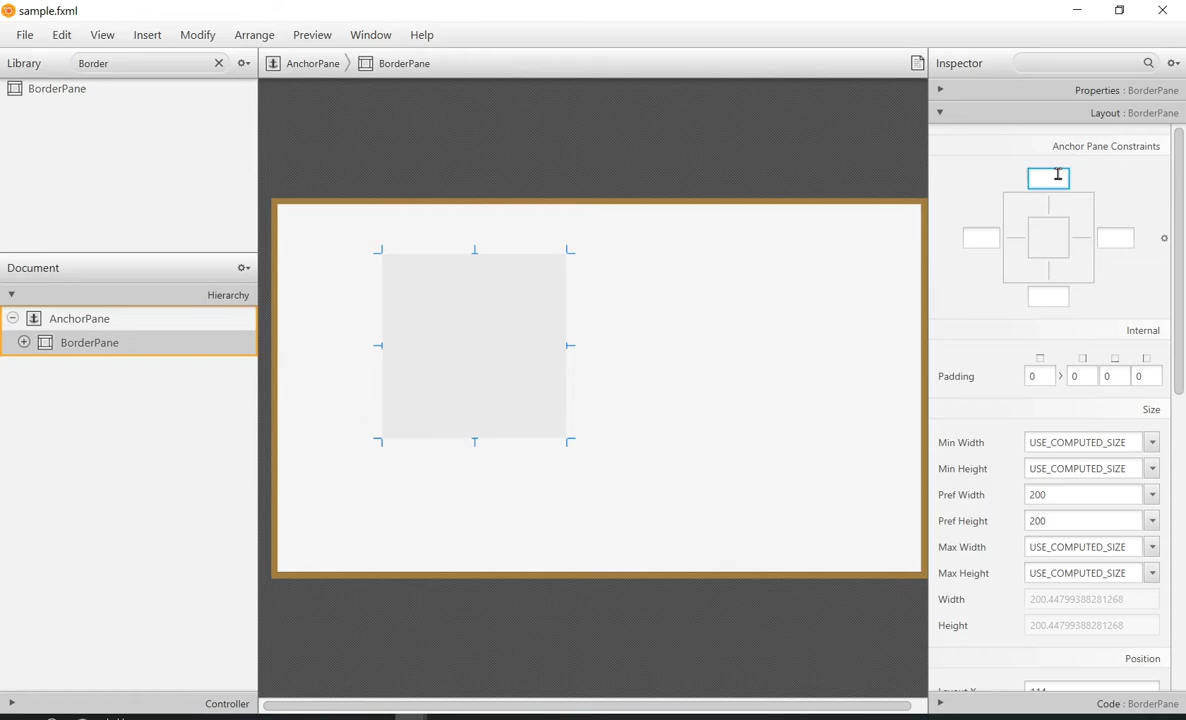 sample.fxml
File Edit View Insert Modify Arrange Preview Window Help
Library Border AnchorPane BorderPane Inspector
BorderPane
Properties : BorderPane
Layout : BorderPane
Anchor Pane Constraints
Document
Hierarchy
AnchorPane
BorderPane
Internal
Padding 0 0 0 0
Size
Min Width USE_COMPUTED_SIZE
Min Height USE_COMPUTED_SIZE
Pref Width 200
Pref Height 200
Max Width USE_COMPUTED_SIZE
Max Height USE_COMPUTED_SIZE
Width 200.44799388281268
Height 200.44799388281268
Position
Controller
Code : BorderPane